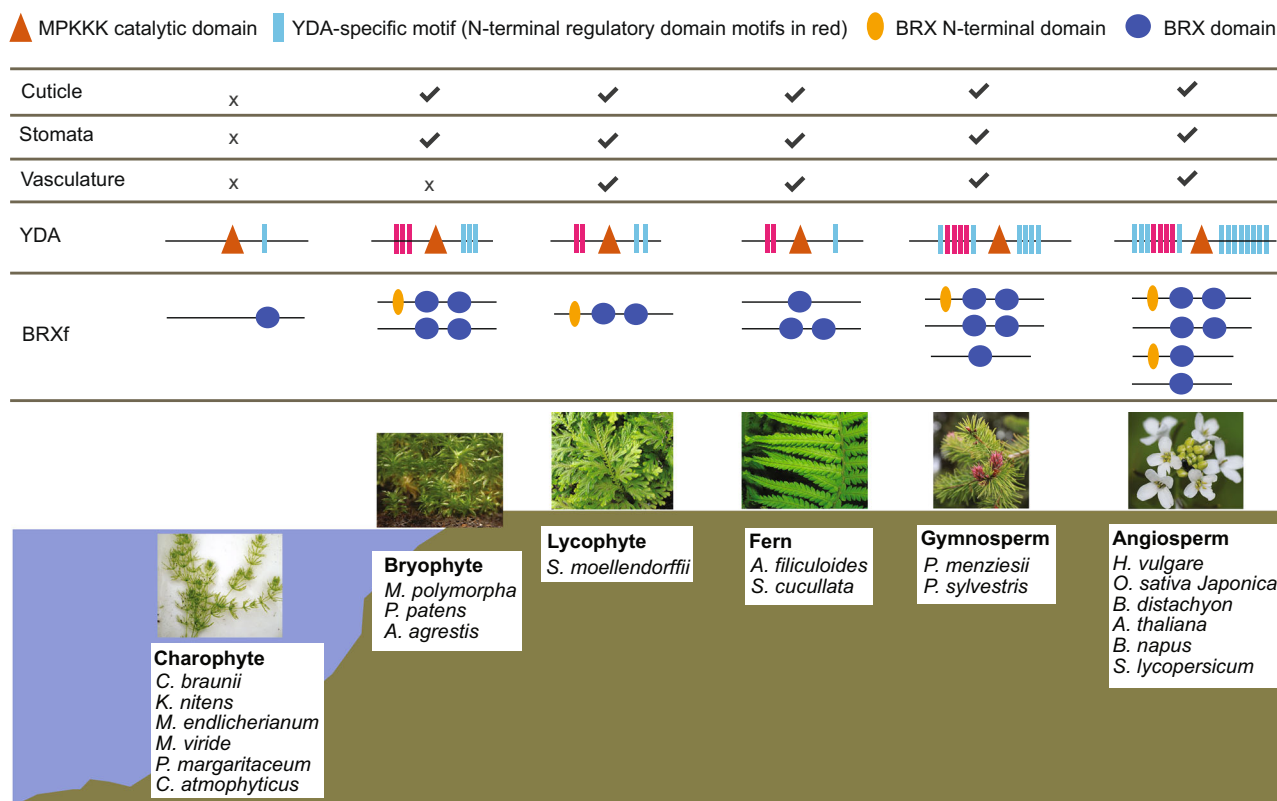 MPKKK catalytic domain YDA-specific motif (N-terminal regulatory domain motifs in red) BRX N-terminal domain BRX domain
Cuticle x
Stomata x
Vasculature x x
YDA
BRXf
Charophyte
C. braunii
K. nitens
M. endlicherianum
M. viride
P. margaritaceum
C. atmophyticus
Bryophyte
M. polymorpha
P. patens
A. agrestis
Lycophyte
S. moellendorffii
Fern
A. filiculoides
S. cucullata
Gymnosperm
P. menziesii
P. sylvestris
Angiosperm
H. vulgare
O. sativa Japonica
B. distachyon
A. thaliana
B. napus
S. lycopersicum